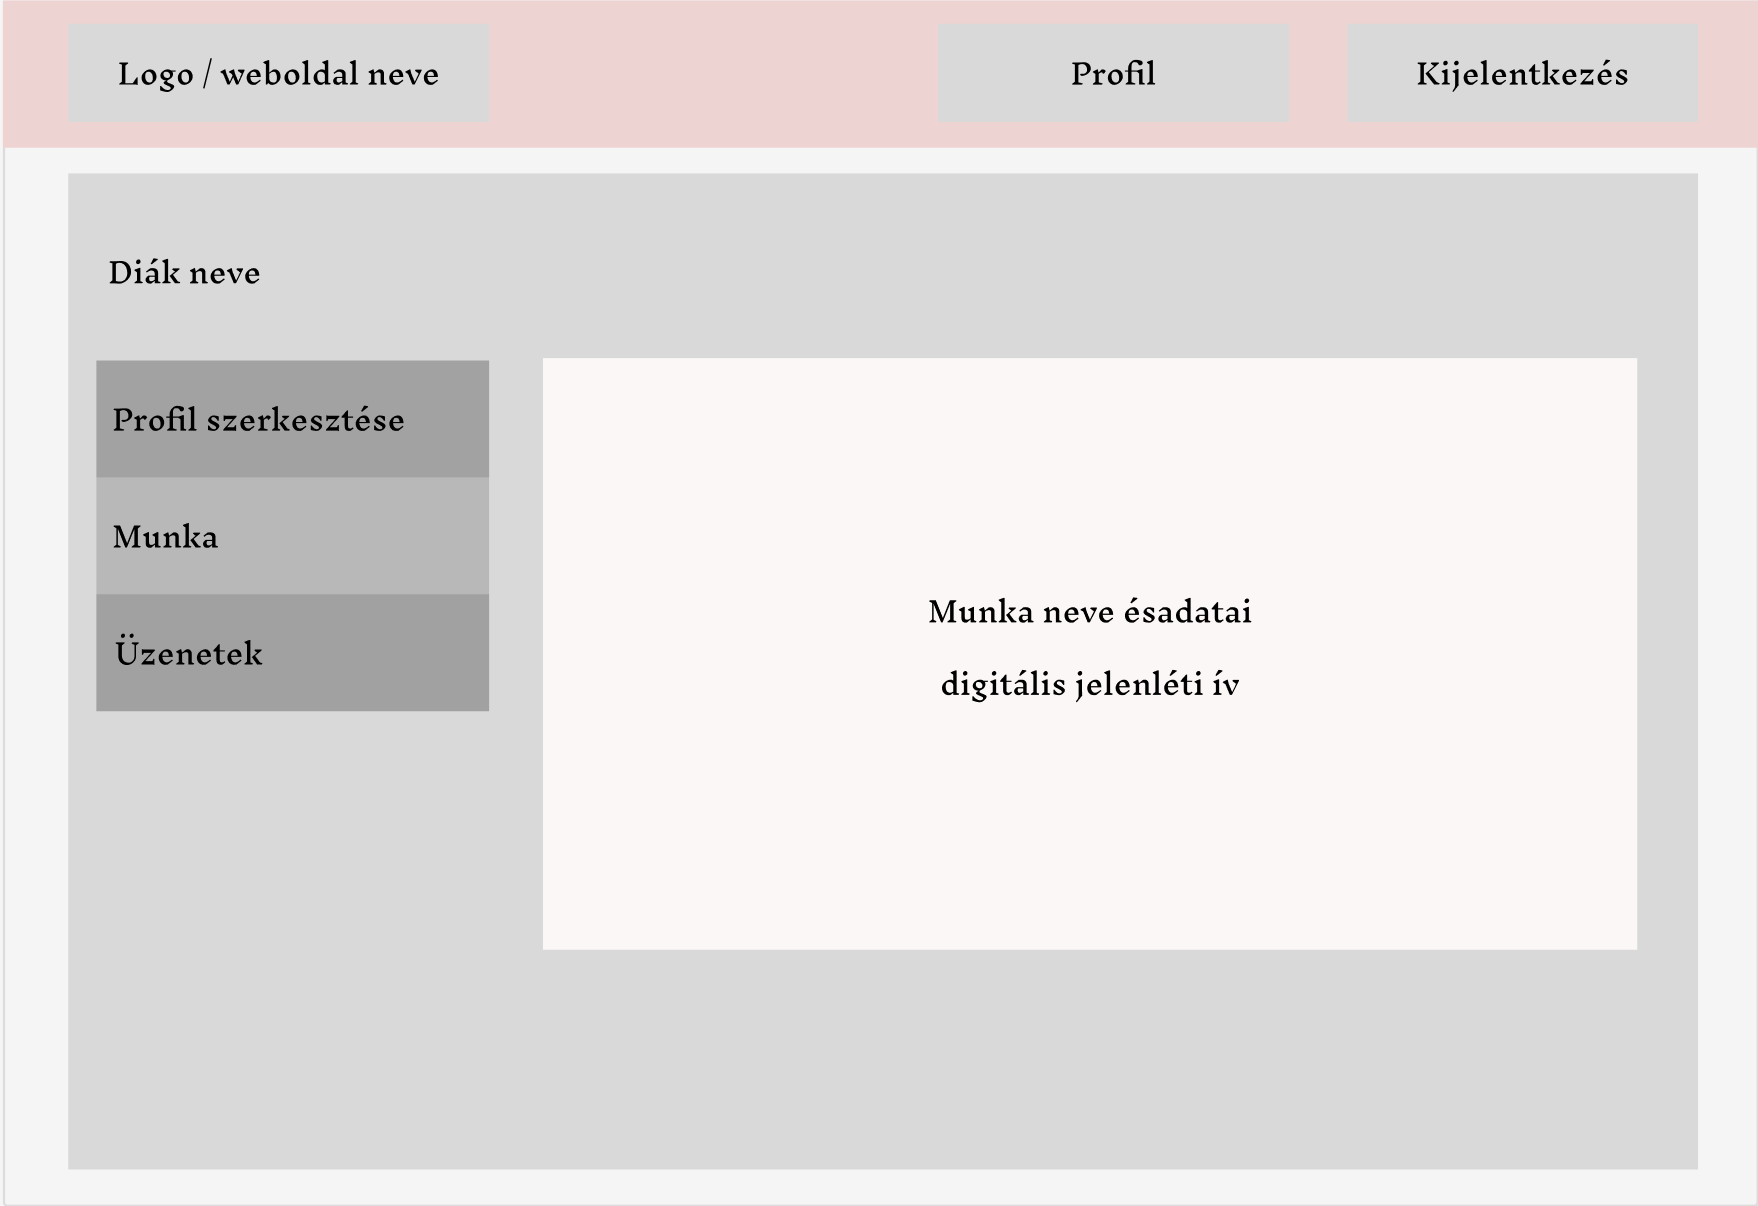 Logo / weboldal neve
Profil
Kijelentkezés
Diák neve
Profil szerkesztése
Munka
Üzenetek
Munka neve ésadatai
digitális jelenléti ív